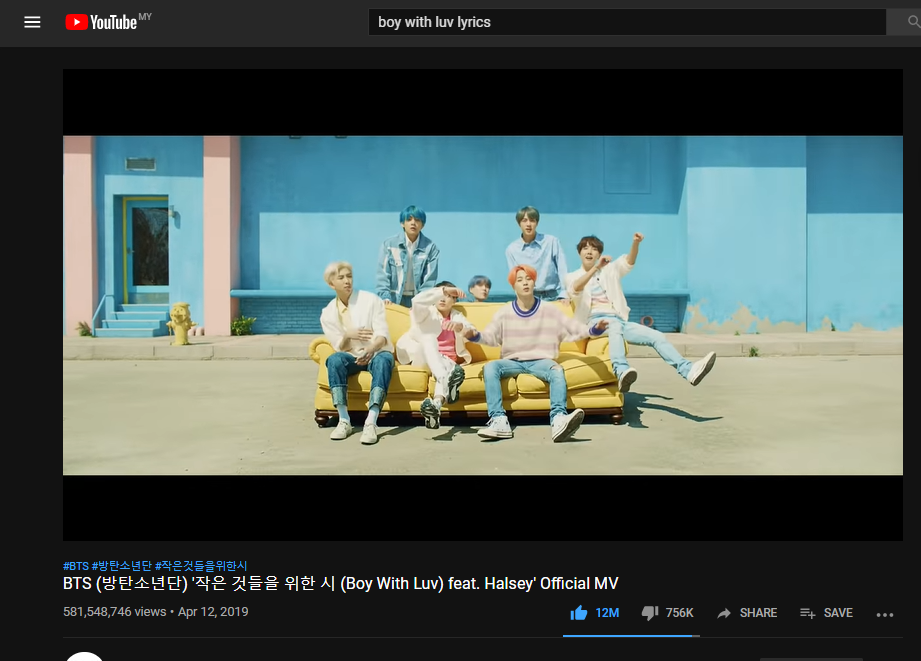 YouTube MY
boy with luv lyrics
#BTS #방탄소년단 #작은것들을위한시
BTS (방탄소년단) '작은 것들을 위한 시 (Boy With Luv) feat. Halsey' Official MV
581,548,746 views • Apr 12, 2019
12M 756K SHARE SAVE